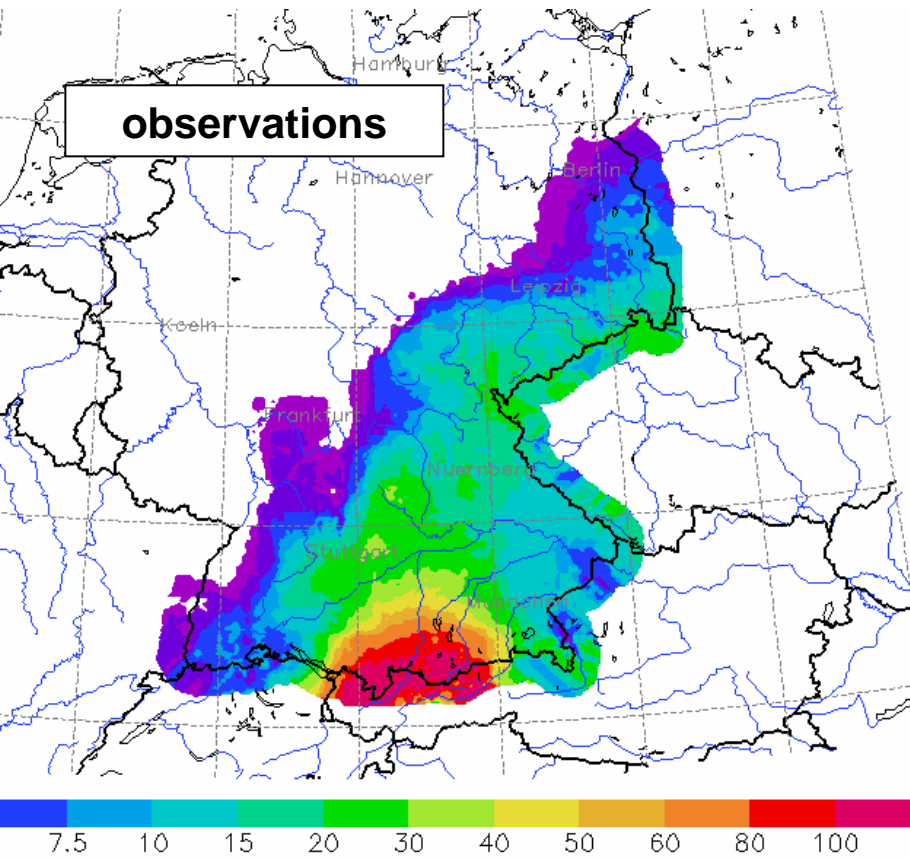 Hamburg
observations
Hannover
Berlin
Leipzig
Koeln
Frankfurt
Nuernberg
Stuttgart
Muenchen
7.5 10 15 20 30 40 50 60 80 100